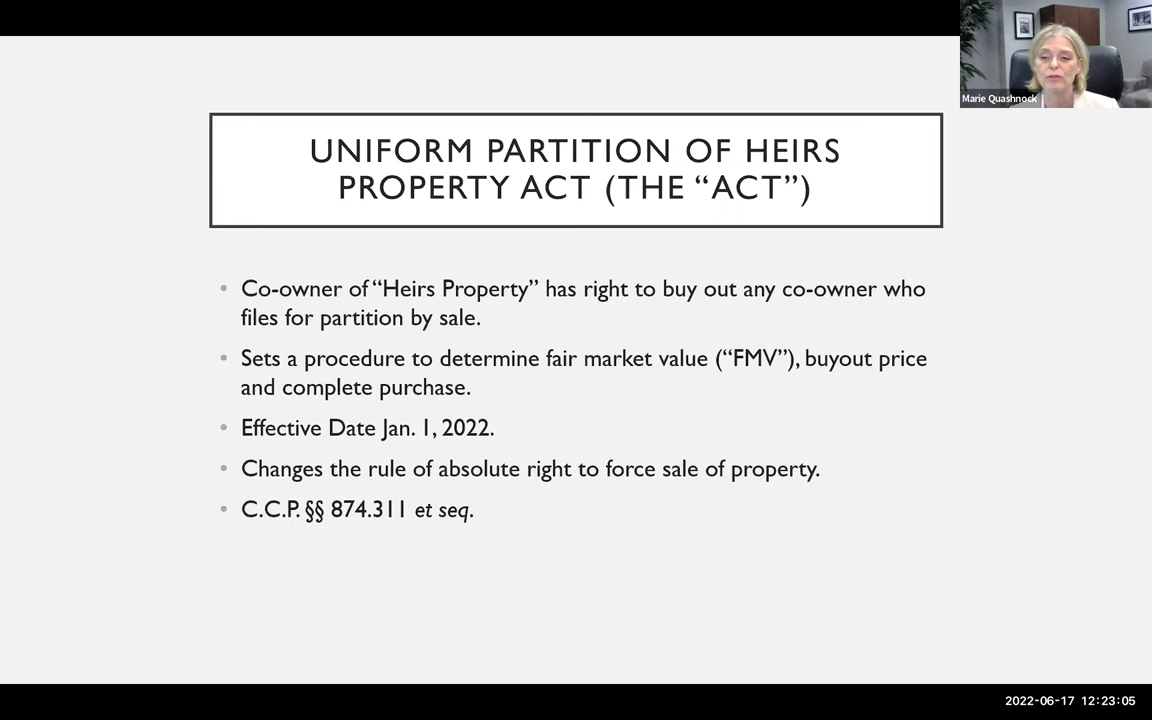 Marie Quashnock
UNIFORM PARTITION OF HEIRS
PROPERTY ACT (THE “ACT”)
• Co-owner of “Heirs Property” has right to buy out any co-owner who
files for partition by sale.
• Sets a procedure to determine fair market value (“FMV”), buyout price
and complete purchase.
• Effective Date Jan. 1, 2022.
• Changes the rule of absolute right to force sale of property.
• C.C.P. §§ 874.311 et seq.
2022-06-17 12:23:05